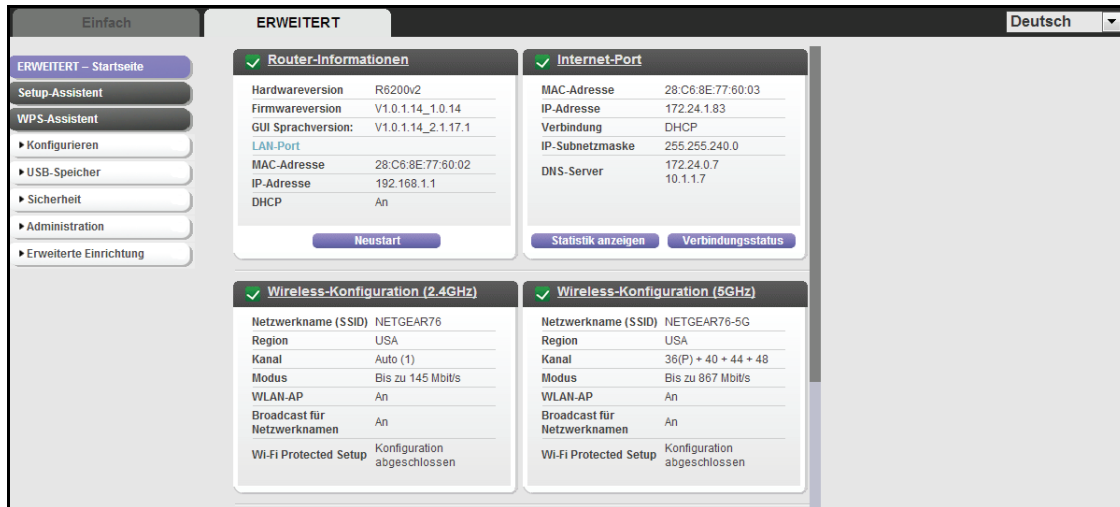 Einfach
ERWEITERT
Deutsch
ERWEITERT – Startseite
Setup-Assistent
WPS-Assistent
Konfigurieren
USB-Speicher
Sicherheit
Administration
Erweiterte Einrichtung
Router-Informationen
Hardwareversion R6200v2
Firmwareversion V1.0.1.14_1.0.14
GUI Sprachversion: V1.0.1.14_2.1.17.1
LAN-Port
MAC-Adresse 28:C6:8E:77:60:02
IP-Adresse 192.168.1.1
DHCP An
Neustart
Internet-Port
MAC-Adresse 28:C6:8E:77:60:03
IP-Adresse 172.24.1.83
Verbindung DHCP
IP-Subnetzmaske 255.255.240.0
DNS-Server 172.24.0.7
10.1.1.7
Statistik anzeigen Verbindungsstatus
Wireless-Konfiguration (2.4GHz)
Netzwerkname (SSID) NETGEAR76
Region USA
Kanal Auto (1)
Modus Bis zu 145 Mbit/s
WLAN-AP An
Broadcast für
Netzwerknamen An
Wi-Fi Protected Setup Konfiguration
abgeschlossen
Wireless-Konfiguration (5GHz)
Netzwerkname (SSID) NETGEAR76-5G
Region USA
Kanal 36(P) + 40 + 44 + 48
Modus Bis zu 867 Mbit/s
WLAN-AP An
Broadcast für
Netzwerknamen An
Wi-Fi Protected Setup Konfiguration
abgeschlossen